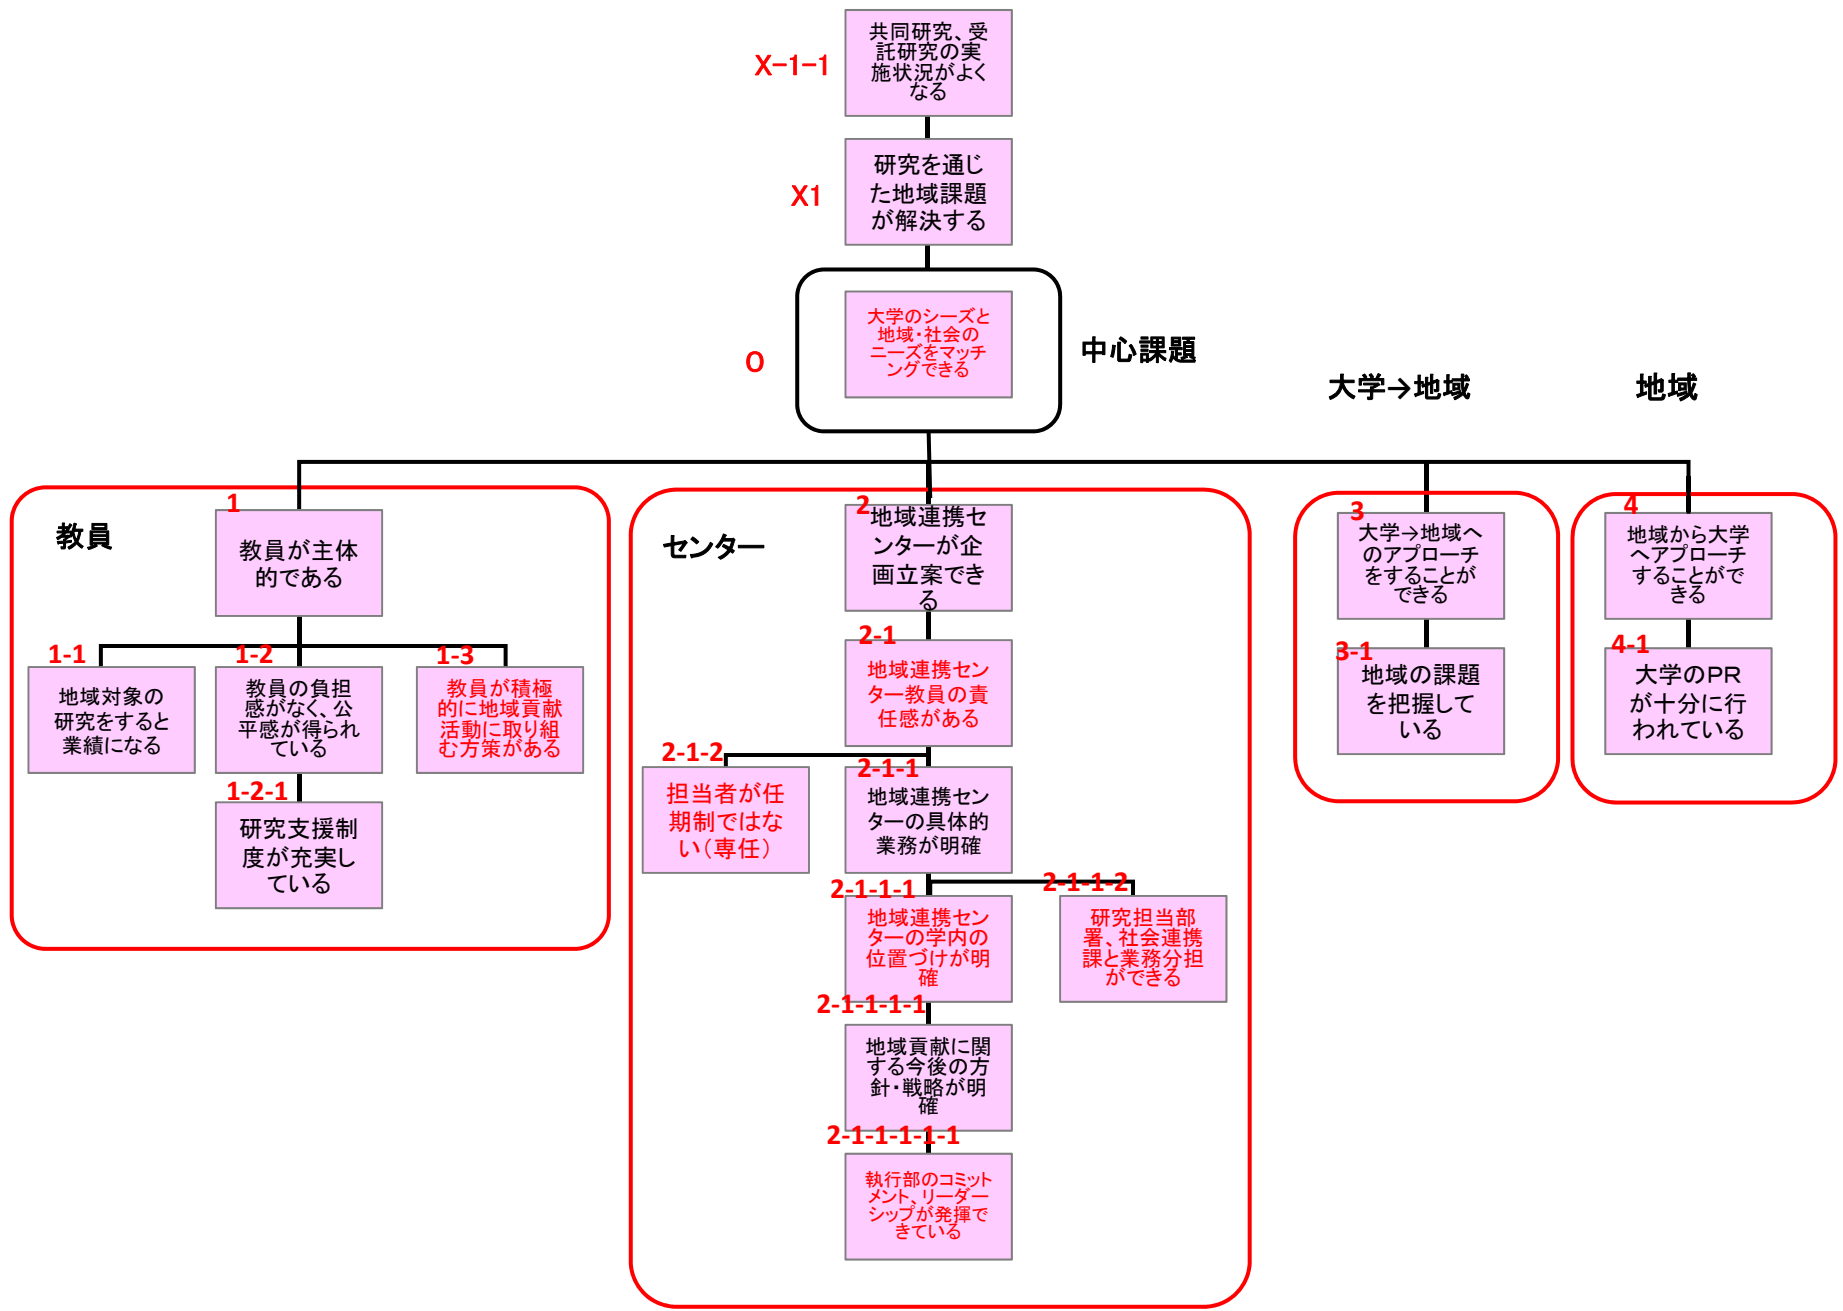 X-1-1
共同研究、受
託研究の実
施状況がよく
なる
X1
研究を通じ
た地域課題
が解決する
0
大学のシーズと
地域・社会の
ニーズをマッチ
ングできる
中心課題
大学→地域
地域
教員
1
教員が主体
的である
1-1
地域対象の
研究をすると
業績になる
1-2
教員の負担
感がなく、公
平感が得られ
ている
1-3
教員が積極
的に地域貢献
活動に取り組
む方策がある
1-2-1
研究支援制
度が充実し
ている
センター
2
地域連携セ
ンターが企
画立案でき
る
2-1
地域連携セン
ター教員の責
任感がある
2-1-2
担当者が任
期制ではな
い（専任）
2-1-1
地域連携セン
ターの具体的
業務が明確
2-1-1-1
地域連携セン
ターの学内の
位置づけが明
確
2-1-1-2
研究担当部
署、社会連携
課と業務分担
ができる
2-1-1-1-1
地域貢献に関
する今後の方
針・戦略が明
確
2-1-1-1-1-1
執行部のコミット
メント、リーダー
シップが発揮で
きている
3
大学→地域へ
のアプローチ
をすることが
できる
3-1
地域の課題
を把握して
いる
4
地域から大学
へアプローチ
することがで
きる
4-1
大学のPR
が十分に行
われている